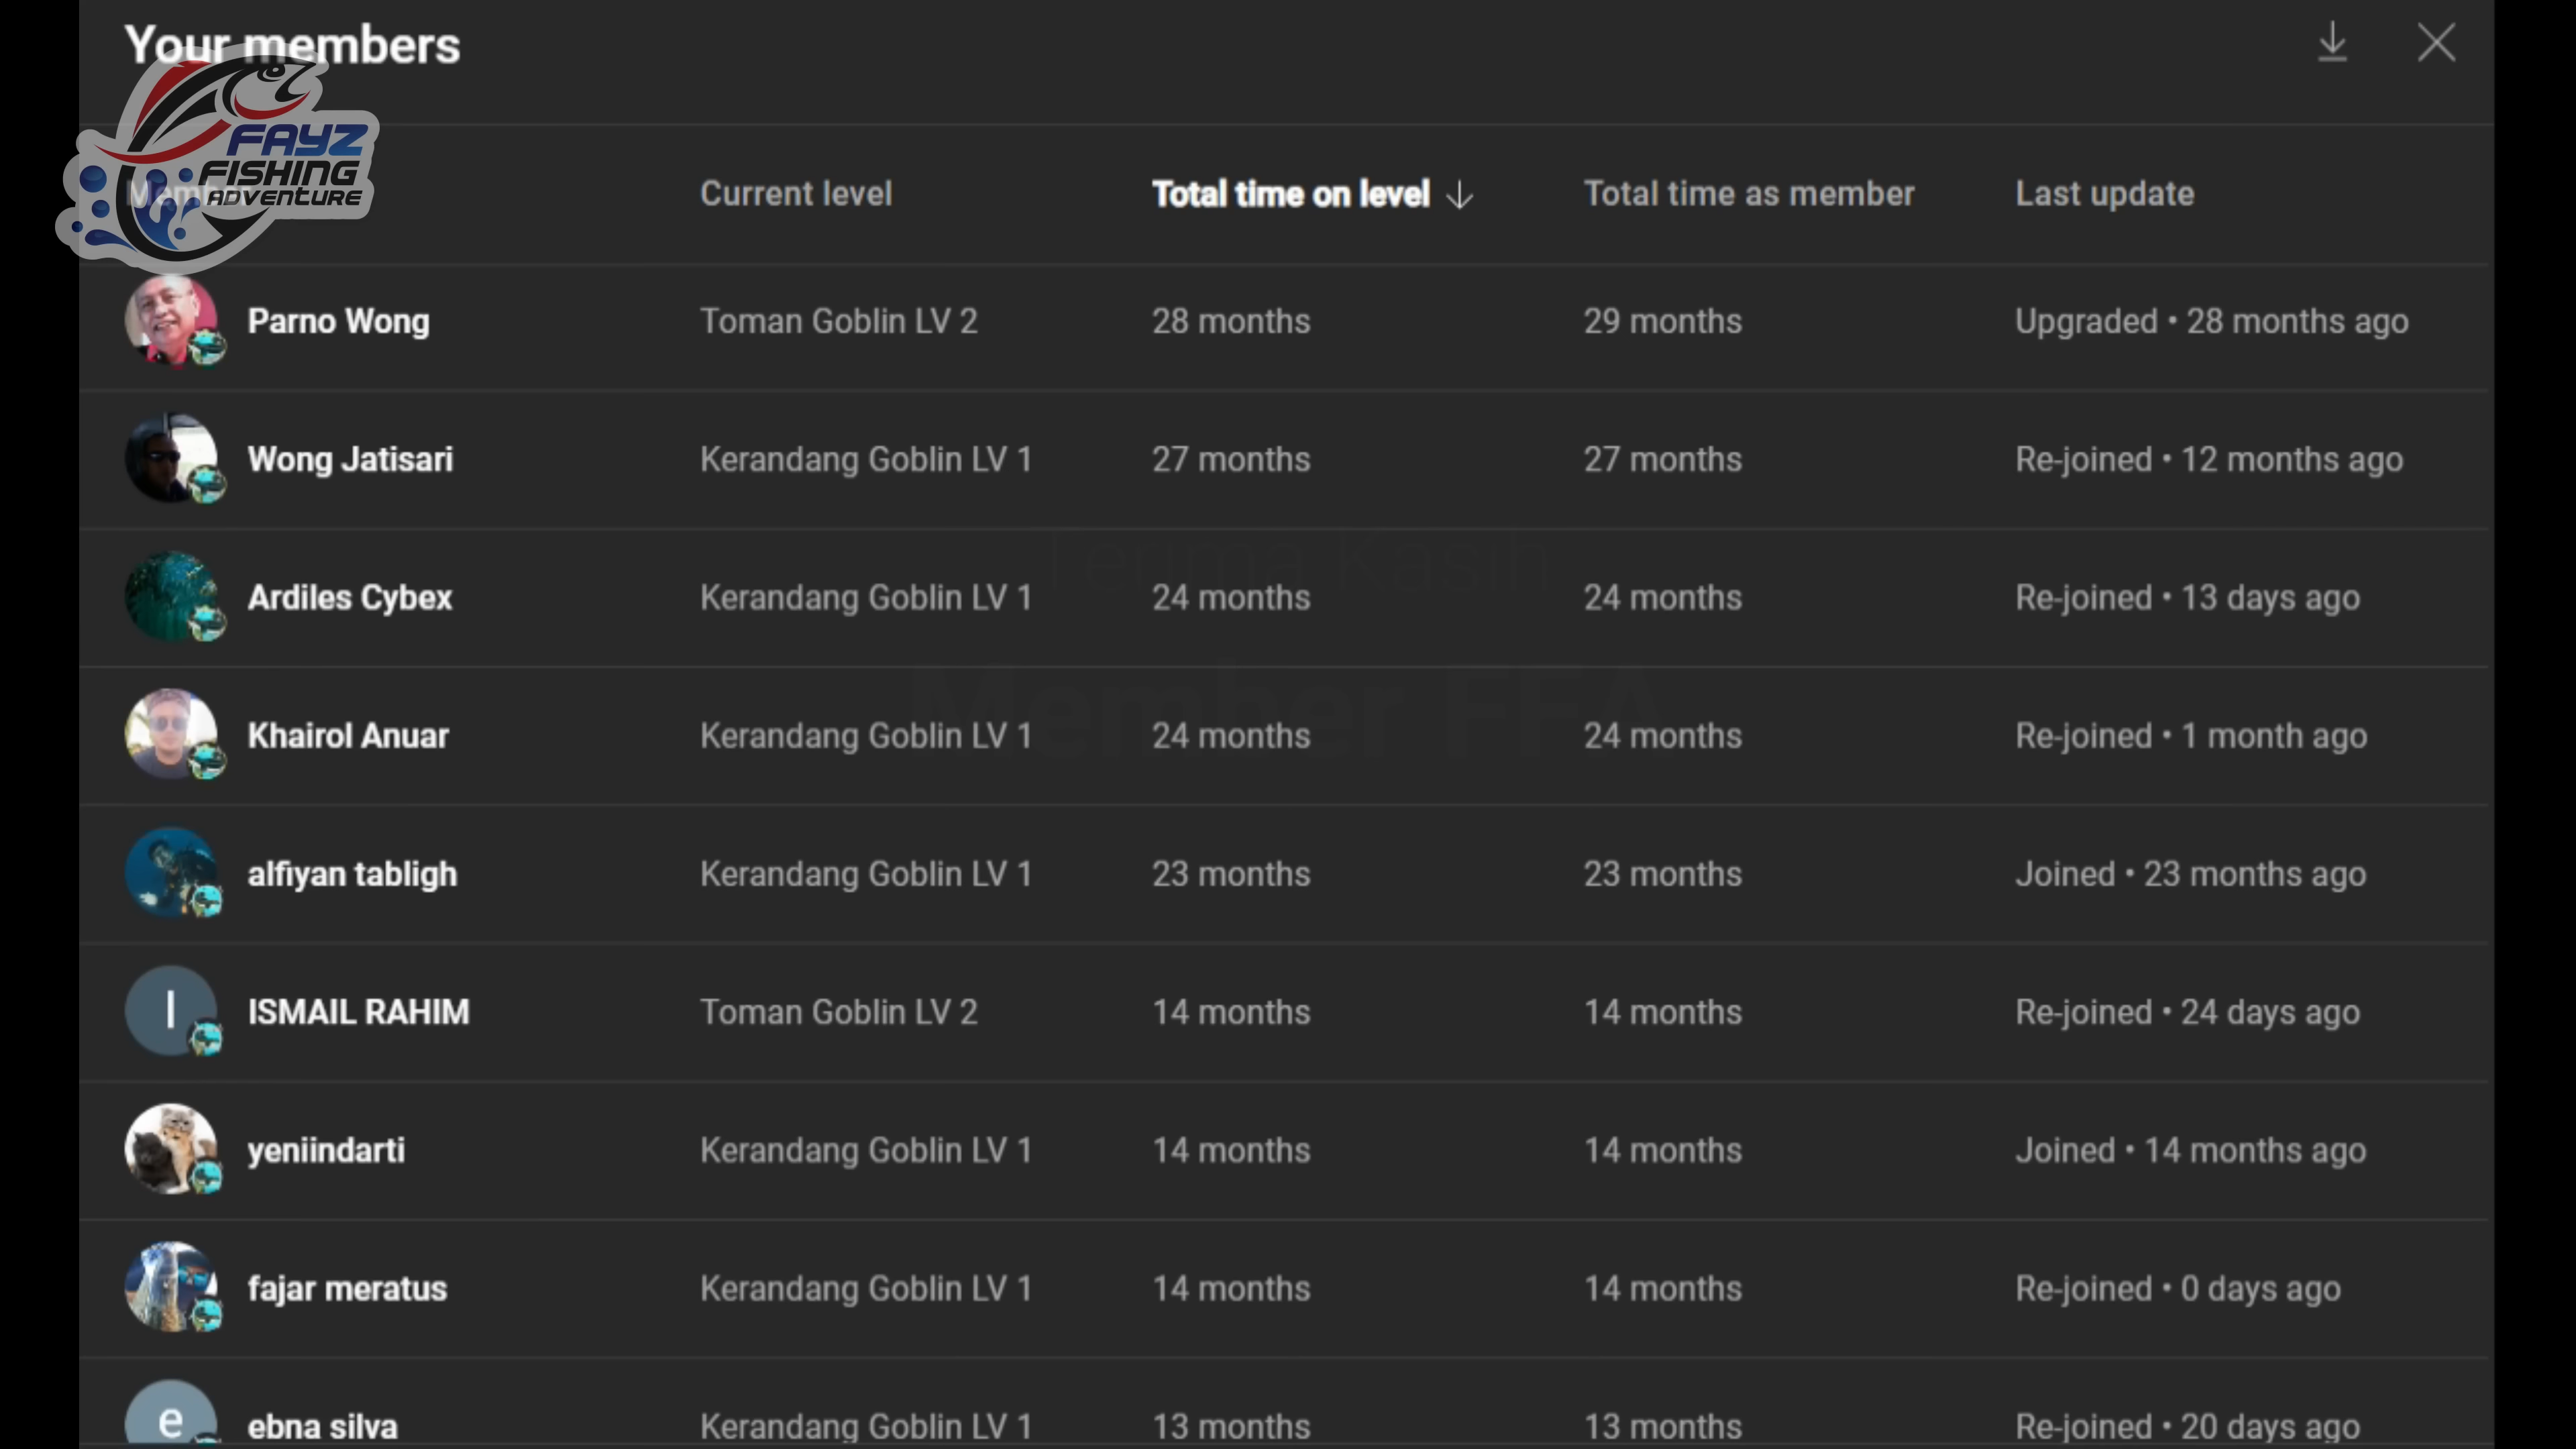 Your members
FAYZ
FISHING
ADVENTURE
Member Current level Total time on level Total time as member Last update
Parno Wong Toman Goblin LV 2 28 months 29 months Upgraded • 28 months ago
Wong Jatisari Kerandang Goblin LV 1 27 months 27 months Re-joined • 12 months ago
Terima Kasih
Ardiles Cybex Kerandang Goblin LV 1 24 months 24 months Re-joined • 13 days ago
Member FFA
Khairol Anuar Kerandang Goblin LV 1 24 months 24 months Re-joined • 1 month ago
alfiyan tabligh Kerandang Goblin LV 1 23 months 23 months Joined • 23 months ago
I ISMAIL RAHIM Toman Goblin LV 2 14 months 14 months Re-joined • 24 days ago
yeniindarti Kerandang Goblin LV 1 14 months 14 months Joined • 14 months ago
fajar meratus Kerandang Goblin LV 1 14 months 14 months Re-joined • 0 days ago
e ebna silva Kerandang Goblin LV 1 13 months 13 months Re-joined • 20 days ago